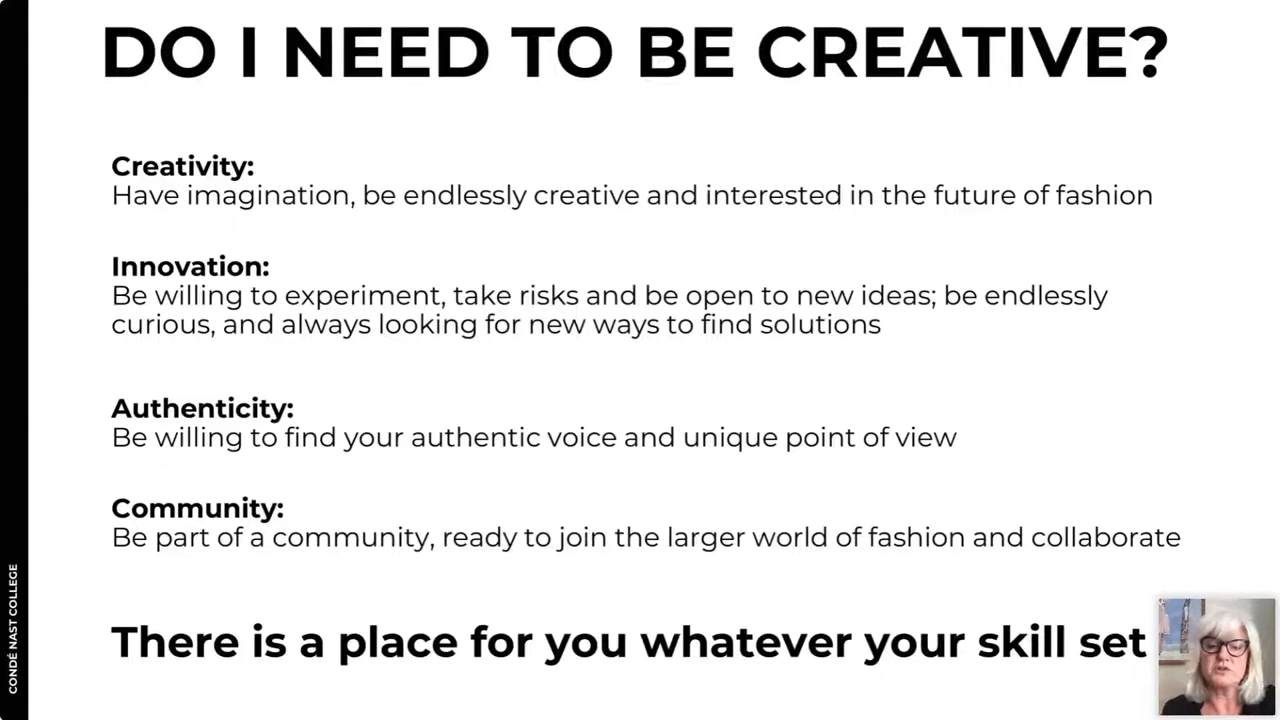 DO I NEED TO BE CREATIVE?
Creativity:
Have imagination, be endlessly creative and interested in the future of fashion
Innovation:
Be willing to experiment, take risks and be open to new ideas; be endlessly
curious, and always looking for new ways to find solutions
Authenticity:
Be willing to find your authentic voice and unique point of view
Community:
Be part of a community, ready to join the larger world of fashion and collaborate
There is a place for you whatever your skill set
CONDÉ NAST COLLEGE